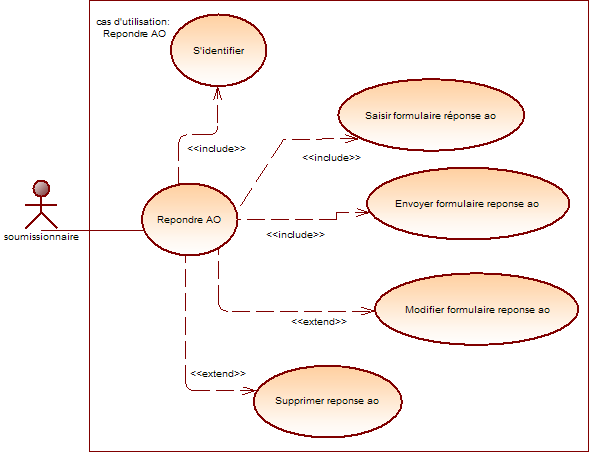 cas d'utilisation:
Repondre AO
S'identifier
<<include>>
Saisir formulaire réponse ao
<<include>>
Envoyer formulaire reponse ao
Repondre AO
<<include>>
soumissionnaire
Modifier formulaire reponse ao
<<extend>>
<<extend>>
Supprimer reponse ao